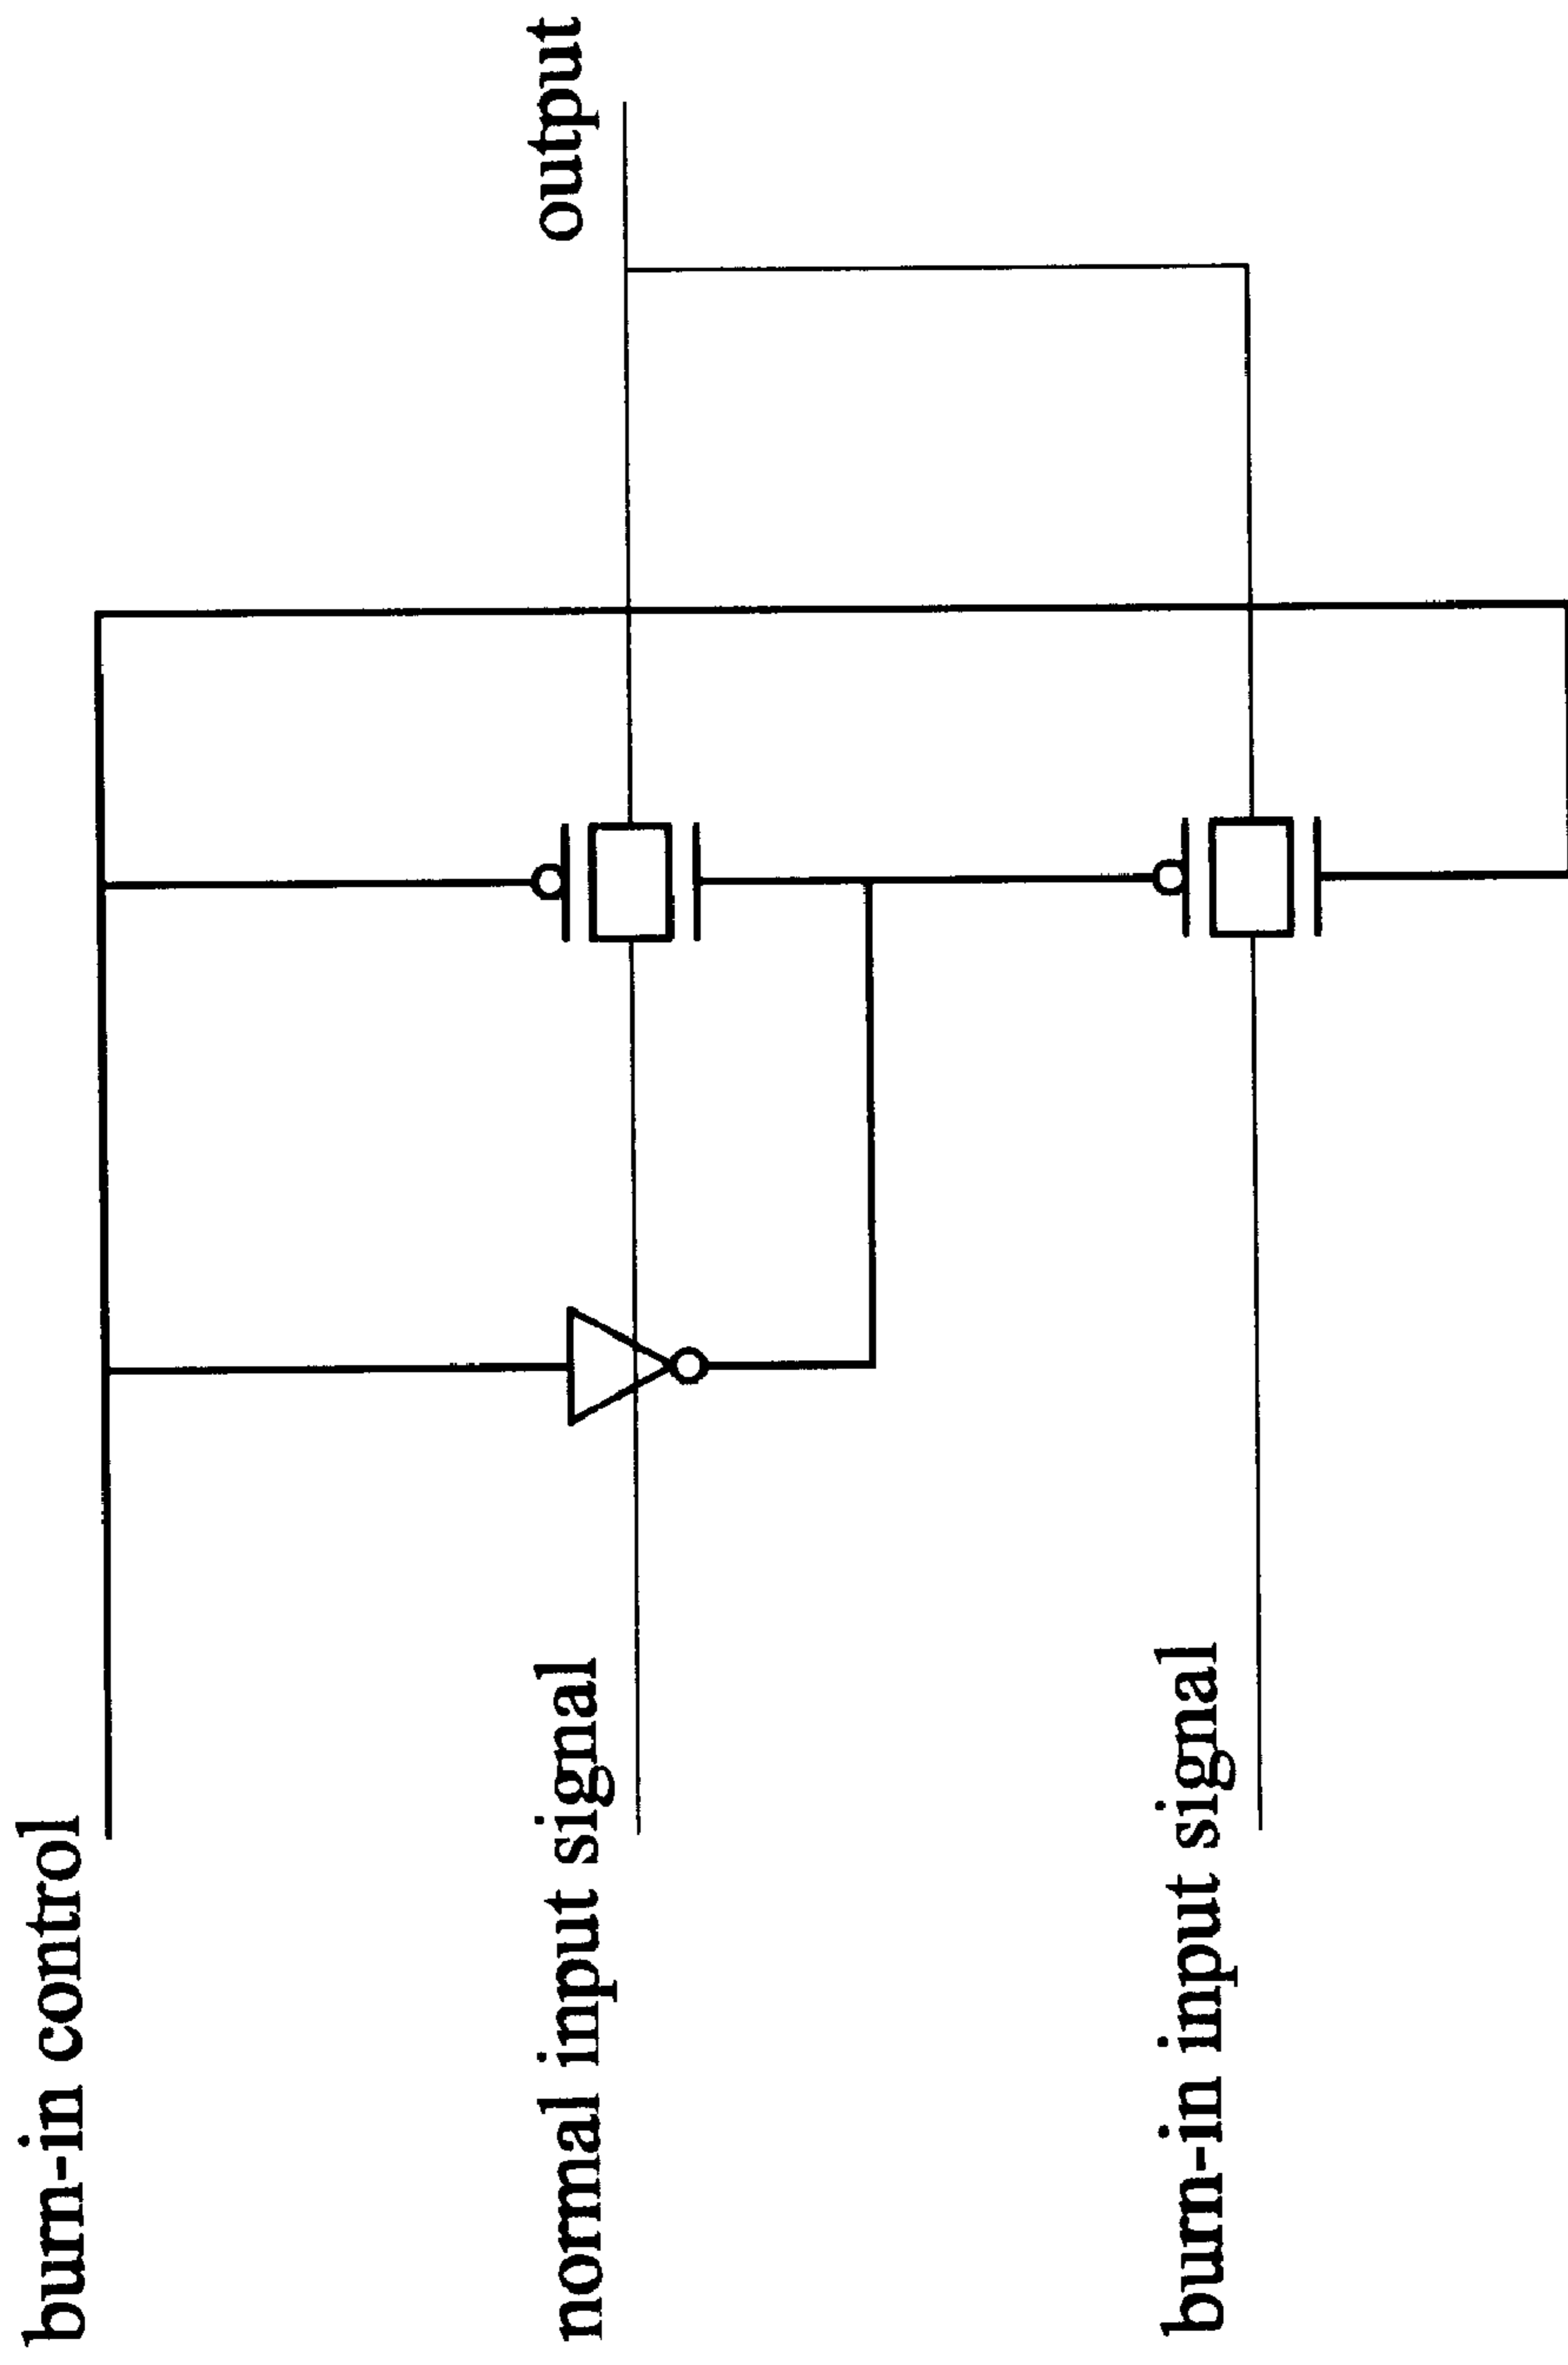 burn-in control
output
normal input signal
burn-in input signal